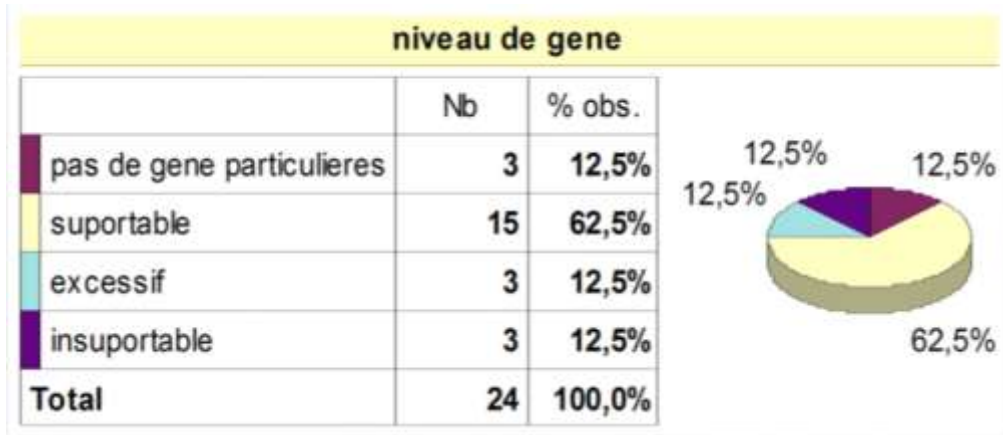 niveau de gene
Nb % obs.
pas de gene particulieres 3 12,5%
suportable 15 62,5%
excessif 3 12,5%
insuportable 3 12,5%
Total 24 100,0%
12,5%
12,5%
12,5%
62,5%